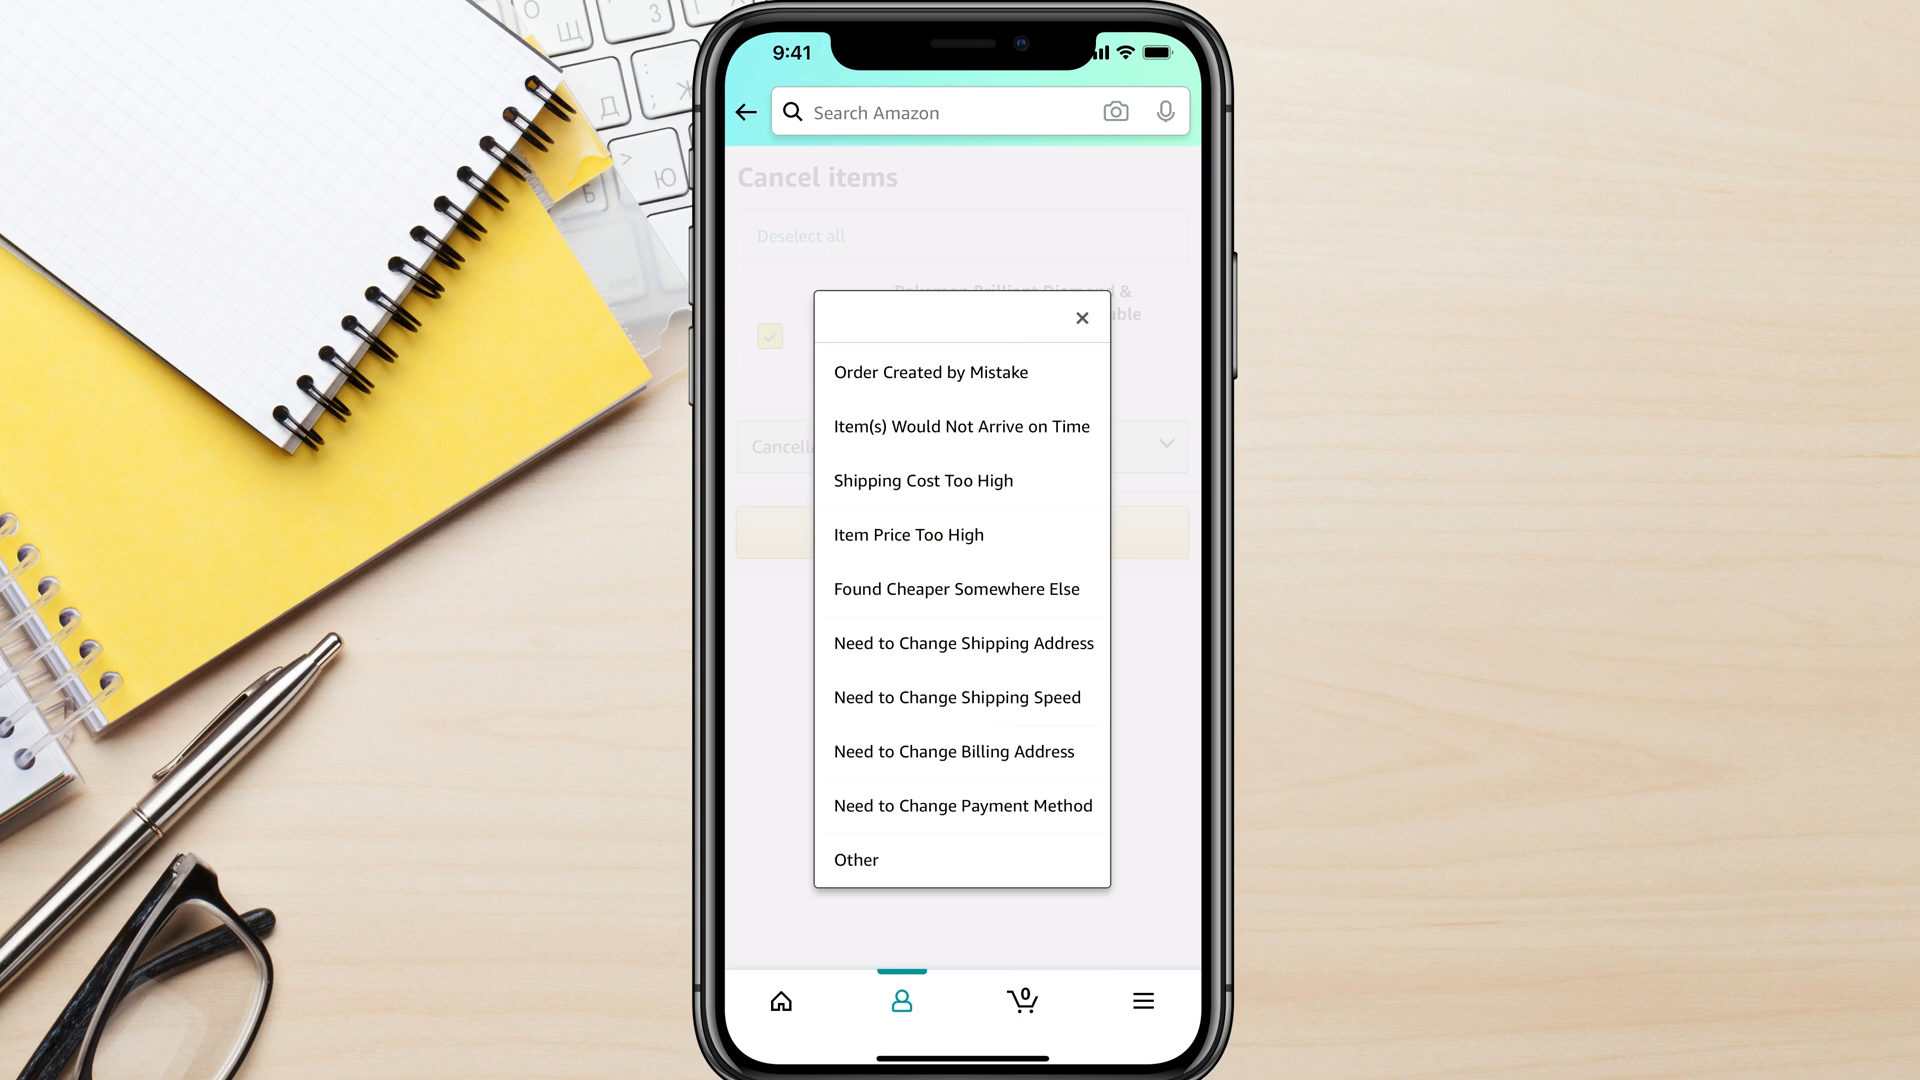 O
Щ
З
Д
;
:
Ж
>
Ю
Б
9:41
Search Amazon
Cancel items
Deselect all
Pokemon Brilliant Diamond &
Order Created by Mistake
Item(s) Would Not Arrive on Time
Shipping Cost Too High
Item Price Too High
Found Cheaper Somewhere Else
Need to Change Shipping Address
Need to Change Shipping Speed
Need to Change Billing Address
Need to Change Payment Method
Other
0